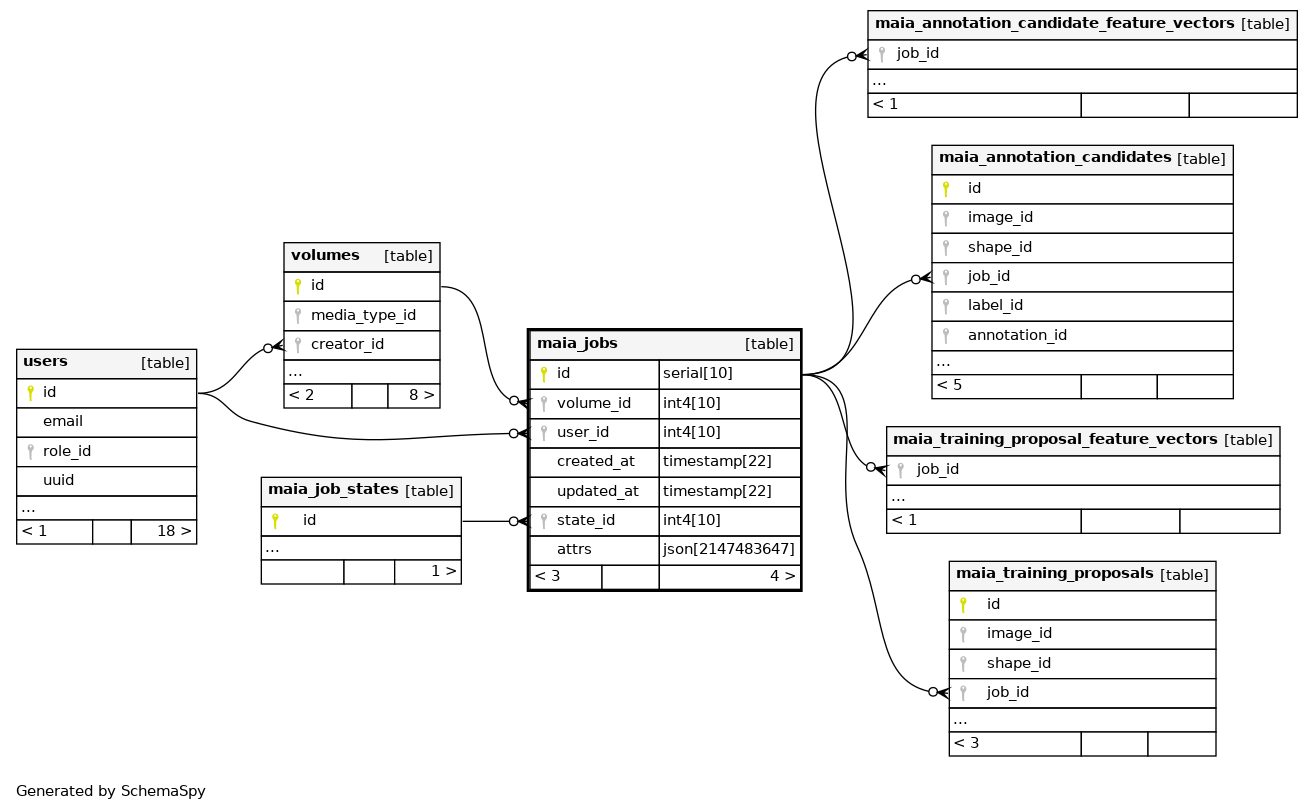 users [table]
id
email
role_id
uuid
...
< 1 18 >
volumes [table]
id
media_type_id
creator_id
...
< 2 8 >
maia_job_states [table]
id
...
1 >
maia_jobs [table]
id serial[10]
volume_id int4[10]
user_id int4[10]
created_at timestamp[22]
updated_at timestamp[22]
state_id int4[10]
attrs json[2147483647]
< 3 4 >
maia_annotation_candidate_feature_vectors [table]
job_id
...
< 1
maia_annotation_candidates [table]
id
image_id
shape_id
job_id
label_id
annotation_id
...
< 5
maia_training_proposal_feature_vectors [table]
job_id
...
< 1
maia_training_proposals [table]
id
image_id
shape_id
job_id
...
< 3
Generated by SchemaSpy